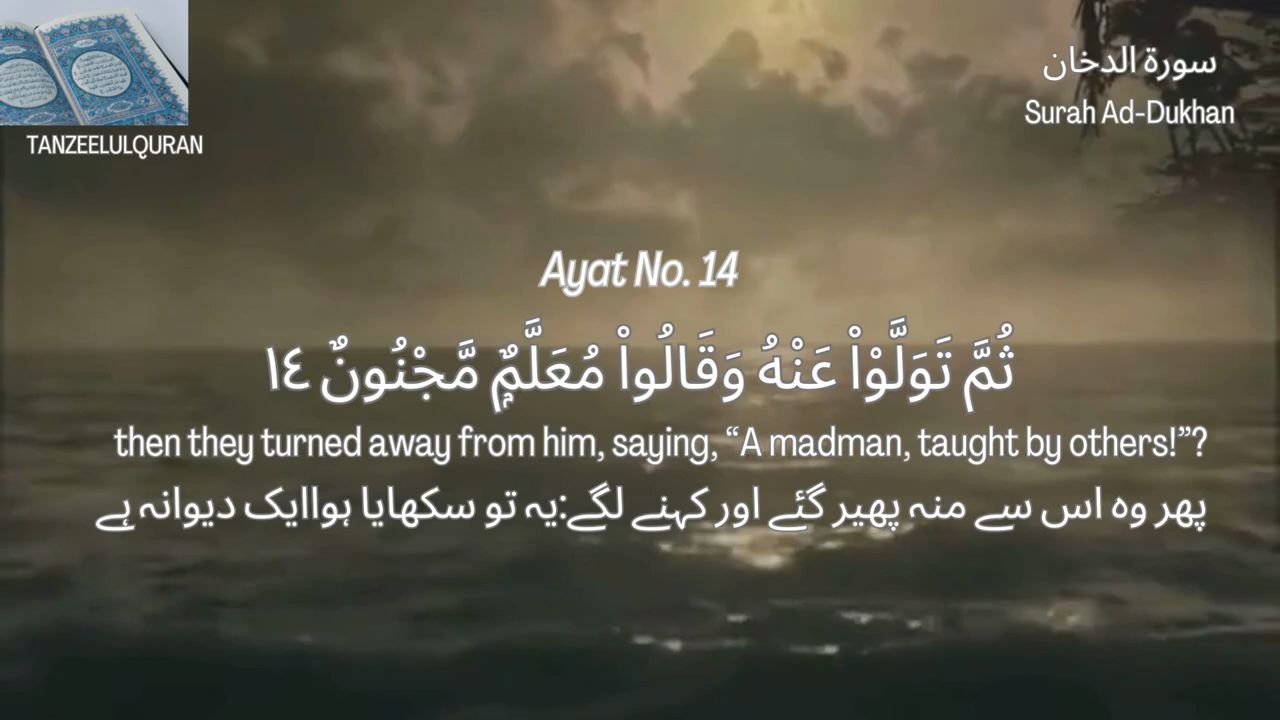 TANZEELULQURAN
سورة الدخان
Surah Ad-Dukhan
Ayat No. 14
ثُمَّ تَوَلَّوْاْ عَنْهُ وَقَالُواْ مُعَلَّمٌۭ مَّجْنُونٌ ١٤
then they turned away from him, saying, “A madman, taught by others!”?
پھر وہ اس سے منہ پھیر گئے اور کہنے لگے:یہ تو سکھایا ہواایک دیوانہ ہے